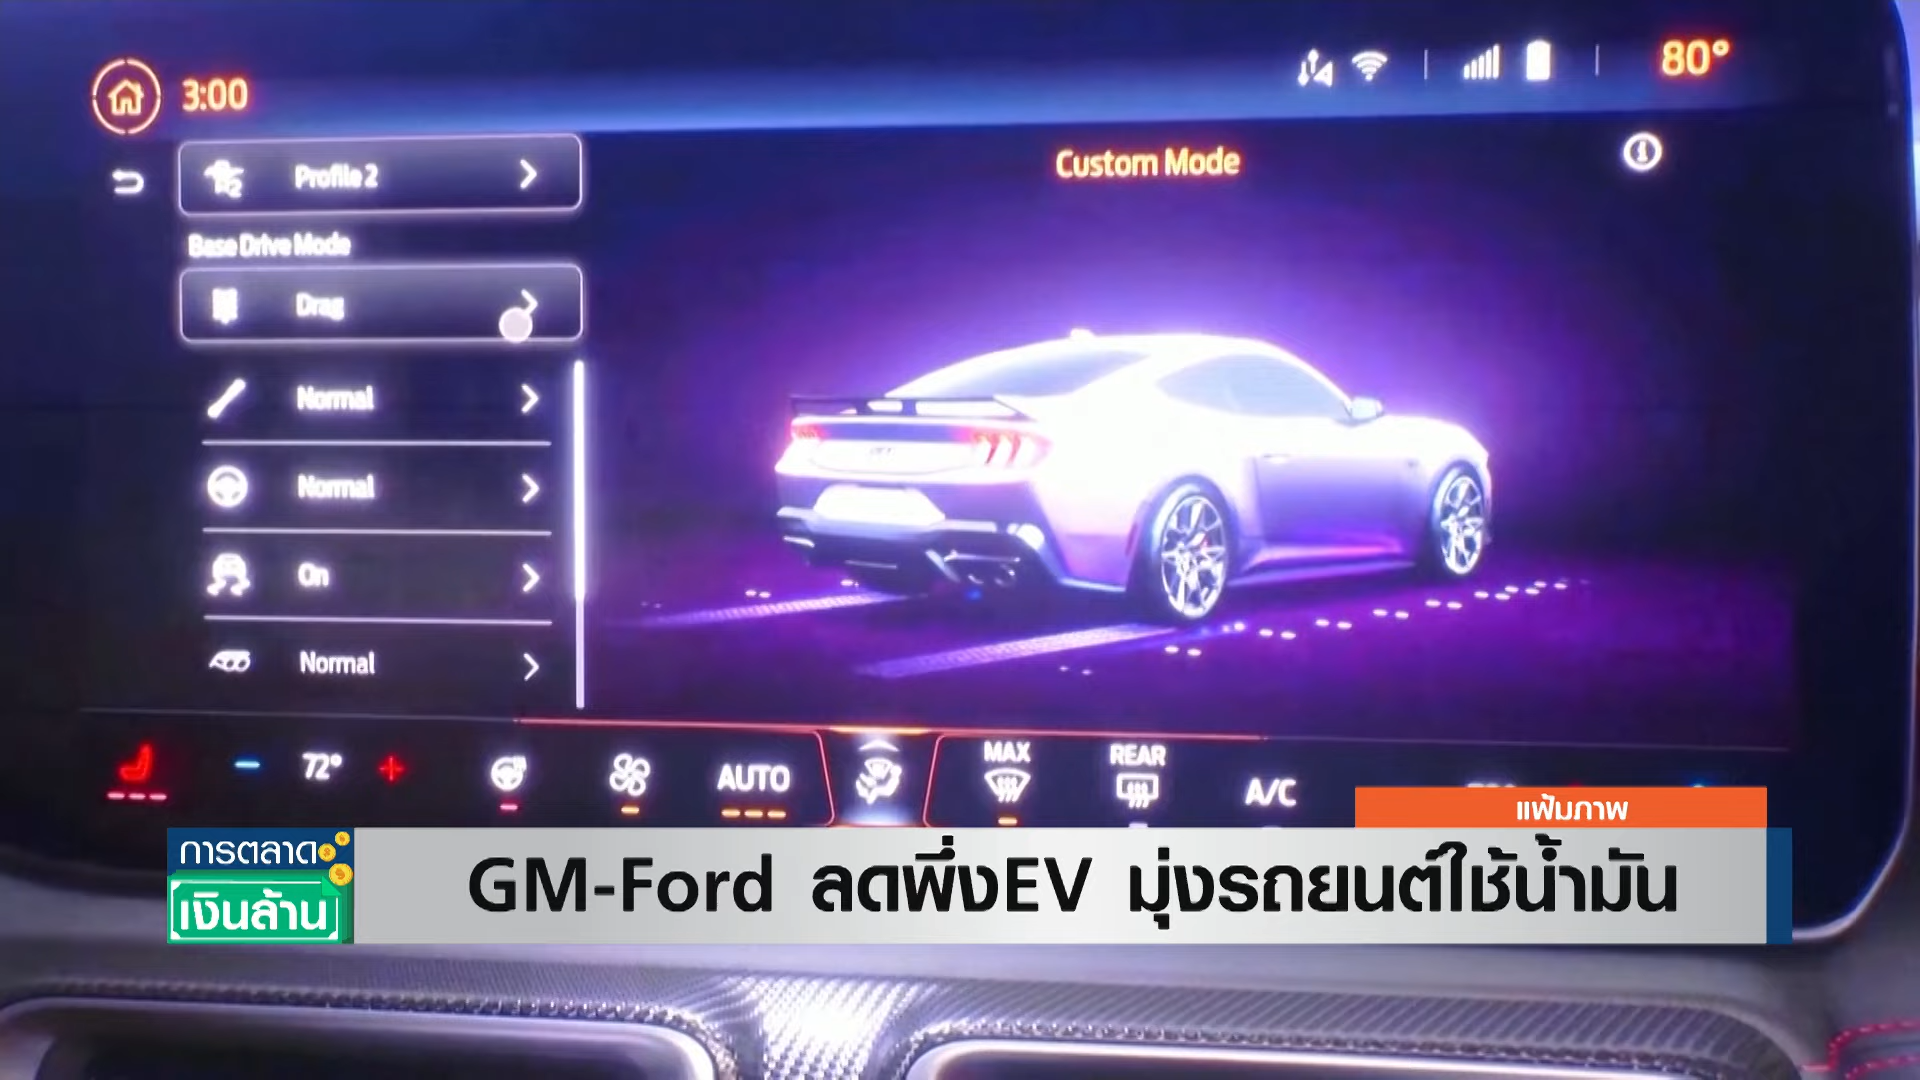 3:00
80°
Profile 2
Custom Mode
Base Drive Mode
Drag
Normal
Normal
On
Normal
72°
AUTO
MAX
REAR
A/C
แฟ้มภาพ
การตลาด
เงินล้าน
GM-Ford ลดพึ่งEV มุ่งรถยนต์ใช้น้ำมัน